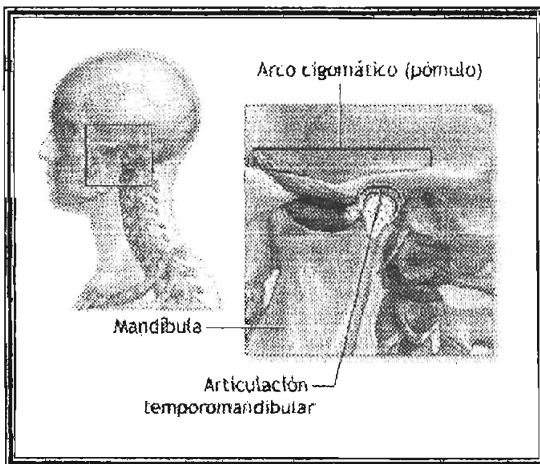 Arco cigomático (pómulo)
Mandíbula
Articulación
temporomandibular